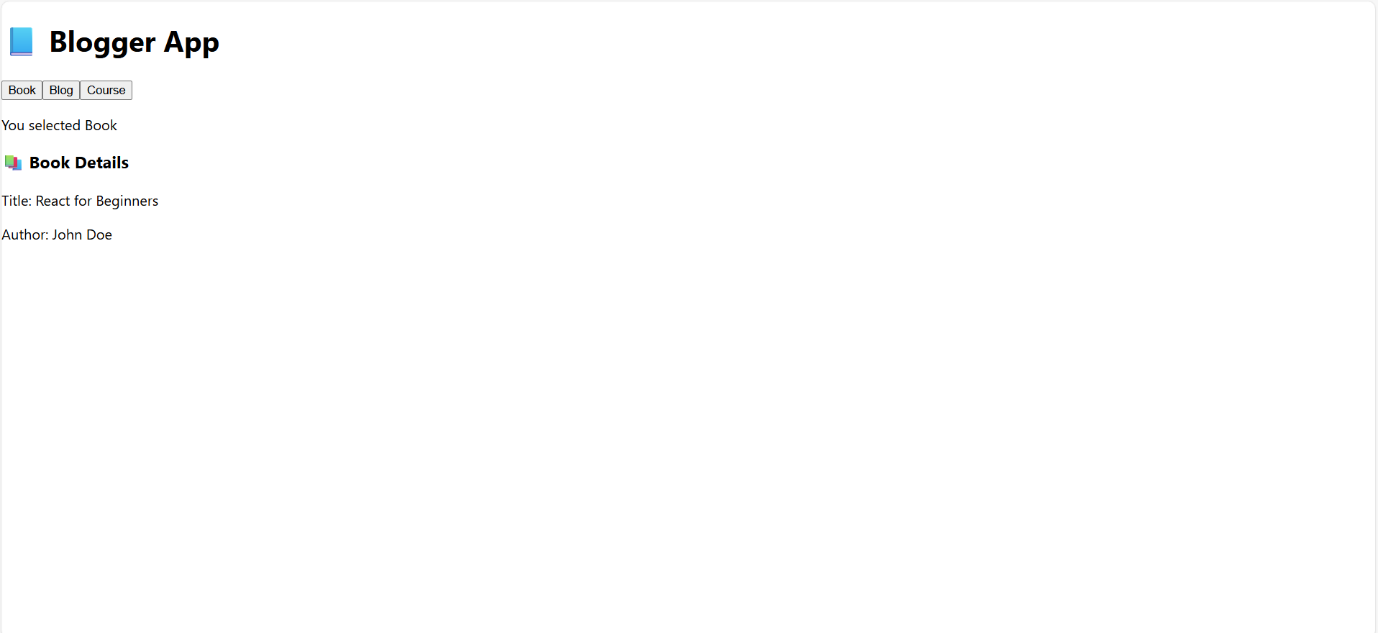 Blogger App
Book Blog Course
You selected Book
Book Details
Title: React for Beginners
Author: John Doe